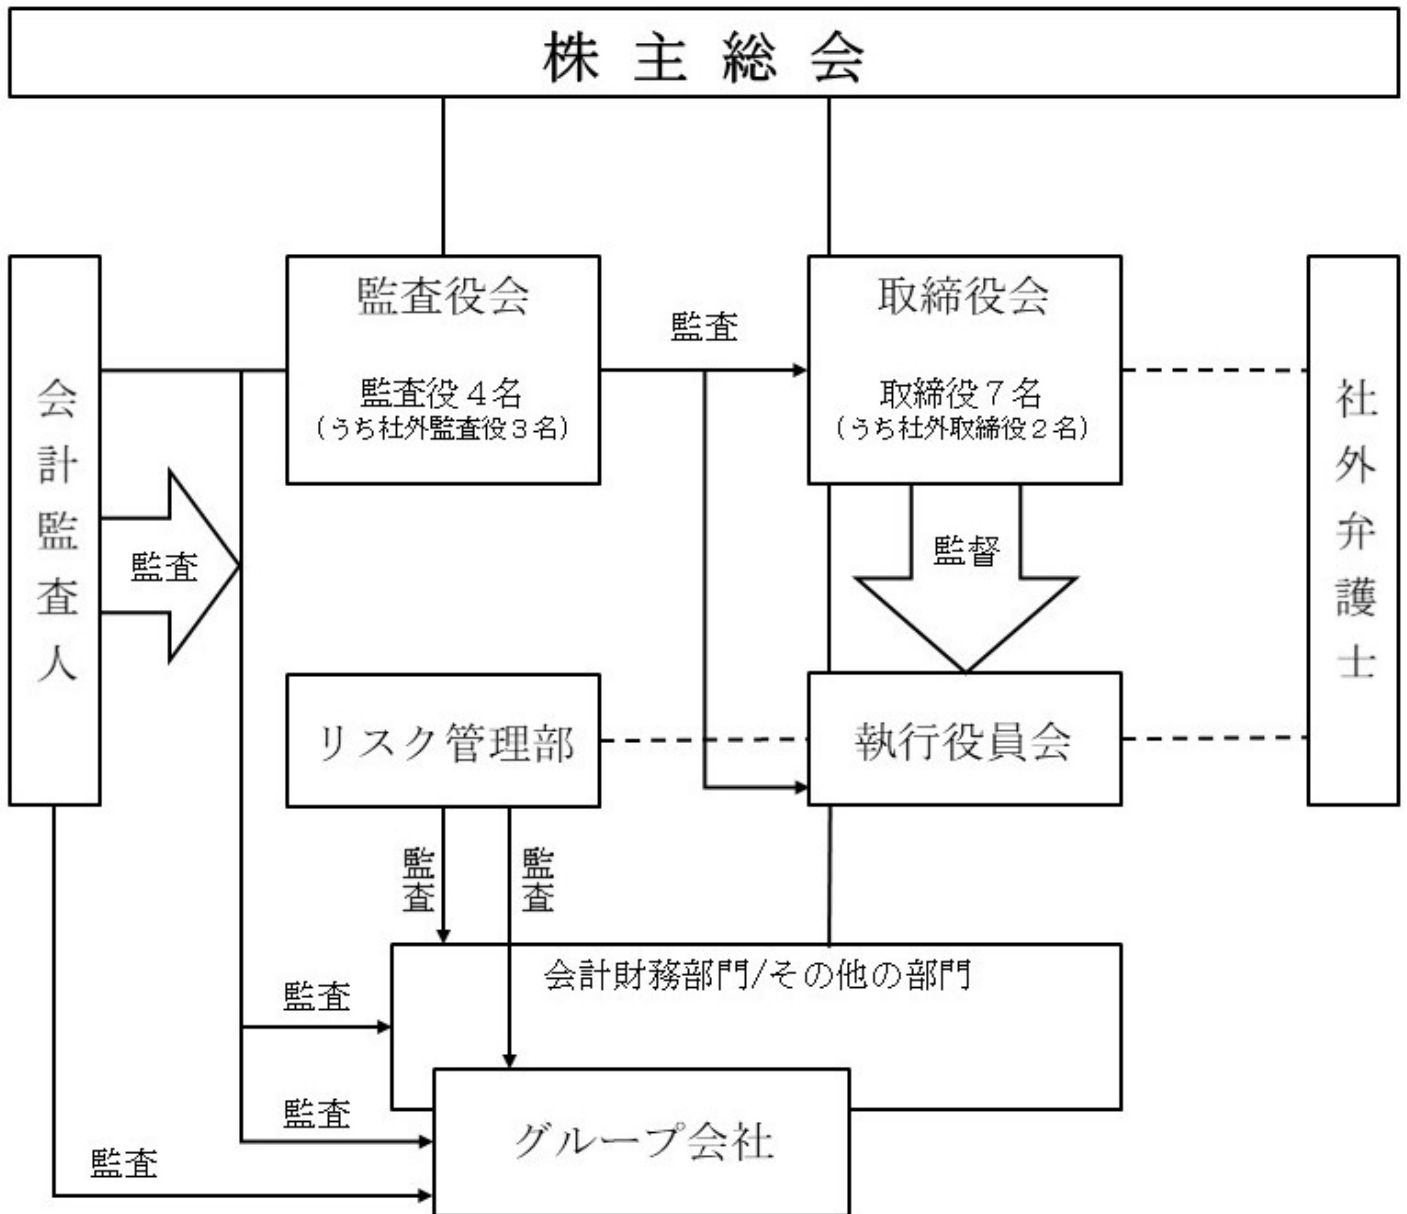 株主総会
監査役会
監査役４名
（うち社外監査役３名）
監査
取締役会
取締役７名
（うち社外取締役２名）
会計監査人
監査
監督
社外弁護士
リスク管理部
執行役員会
監査
監査
会計財務部門/その他の部門
監査
監査
グループ会社
監査